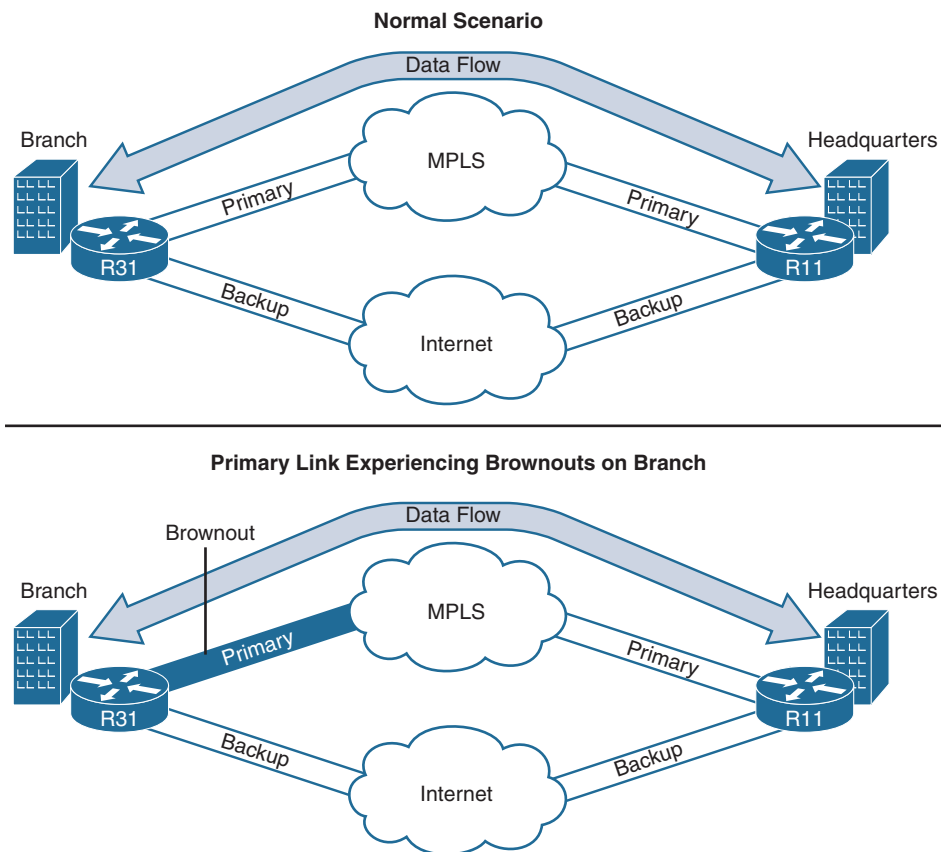 Normal Scenario
Data Flow
Branch
Headquarters
MPLS
Primary
Primary
R31
R11
Backup
Backup
Internet
Primary Link Experiencing Brownouts on Branch
Data Flow
Brownout
Branch
Headquarters
MPLS
Primary
Primary
R31
R11
Backup
Backup
Internet